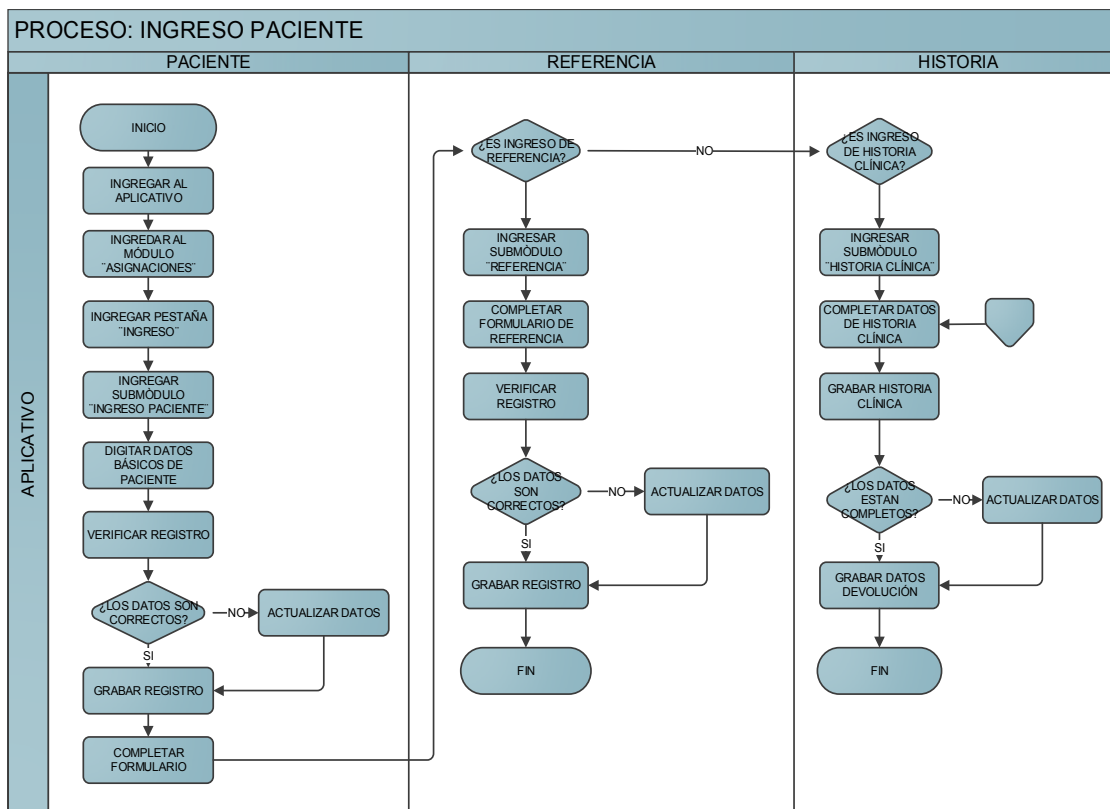 PROCESO: INGRESO PACIENTE
PACIENTE
REFERENCIA
HISTORIA
APLICATIVO
INICIO
INGREGAR AL
APLICATIVO
INGREDAR AL
MÓDULO
¨ASIGNACIONES¨
INGREGAR PESTAÑA
¨INGRESO¨
INGREGAR
SUBMÒDULO
¨INGRESO PACIENTE¨
DIGITAR DATOS
BÁSICOS DE
PACIENTE
VERIFICAR REGISTRO
¿LOS DATOS SON
CORRECTOS?
NO
ACTUALIZAR DATOS
SI
GRABAR REGISTRO
COMPLETAR
FORMULARIO
¿ES INGRESO DE
REFERENCIA?
NO
INGRESAR
SUBMÒDULO
¨REFERENCIA¨
COMPLETAR
FORMULARIO DE
REFERENCIA
VERIFICAR
REGISTRO
¿LOS DATOS
SON
CORRECTOS?
NO
ACTUALIZAR DATOS
SI
GRABAR REGISTRO
FIN
¿ES INGRESO
DE HISTORIA
CLÍNICA?
INGRESAR
SUBMÓDULO
¨HISTORIA CLÍNICA¨
COMPLETAR DATOS
DE HISTORIA
CLÍNICA
GRABAR HISTORIA
CLÍNICA
¿LOS DATOS
ESTAN
COMPLETOS?
NO
ACTUALIZAR DATOS
SI
GRABAR DATOS
DEVOLUCIÓN
FIN